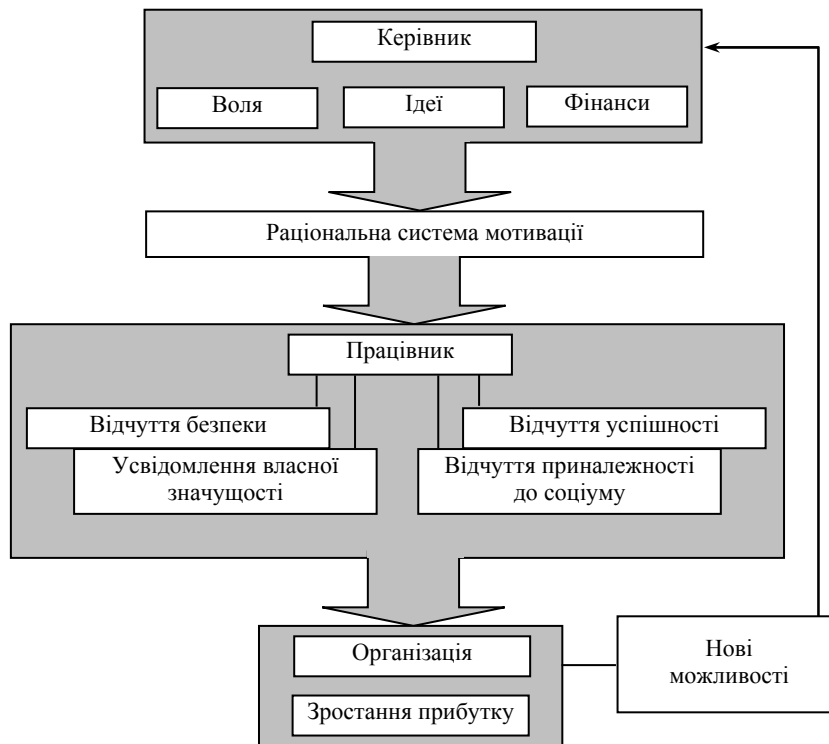 Керівник
Воля
Ідеї
Фінанси
Раціональна система мотивації
Працівник
Відчуття безпеки
Відчуття успішності
Усвідомлення власної
значущості
Відчуття приналежності
до соціуму
Організація
Зростання прибутку
Нові
можливості